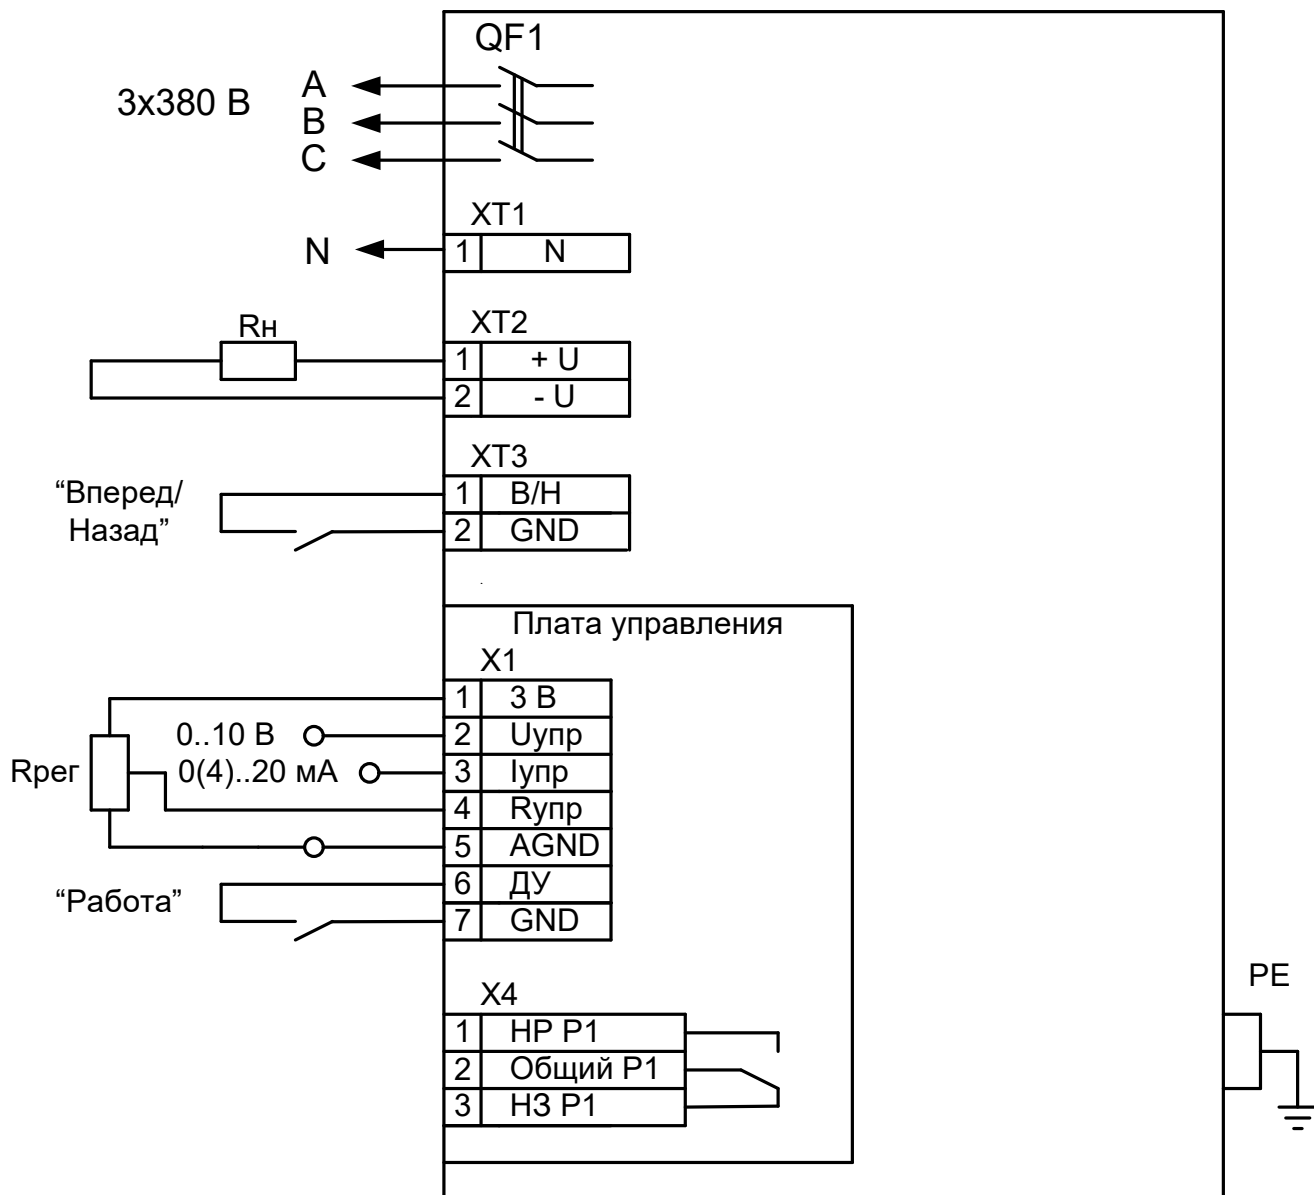 QF1
3x380 В
A
B
C
XT1
N
1 N
Rн
XT2
1 + U
2 - U
XT3
“Вперед/
Назад”
1 В/Н
2 GND
Плата управления
X1
1 3 В
0..10 В 2 Uупр
Rрег 0(4)..20 мА 3 Iупр
4 Rупр
5 AGND
“Работа” 6 ДУ
7 GND
PE
X4
1 НР Р1
2 Общий Р1
3 НЗ Р1